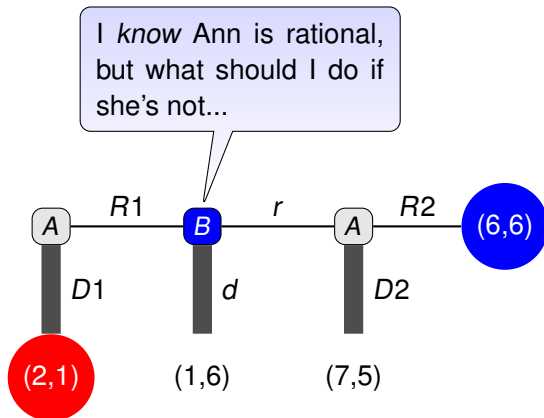 I know Ann is rational,
but what should I do if
she's not...
A R1 B r A R2 (6,6)
D1 d D2
(2,1) (1,6) (7,5)